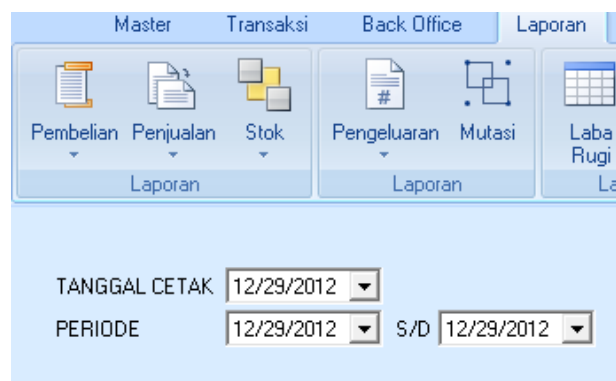 Master Transaksi Back Office Laporan
Pembelian Penjualan Stok Pengeluaran # Mutasi Laba
Rugi
Laporan Laporan
TANGGAL CETAK 12/29/2012
PERIODE 12/29/2012 S/D 12/29/2012